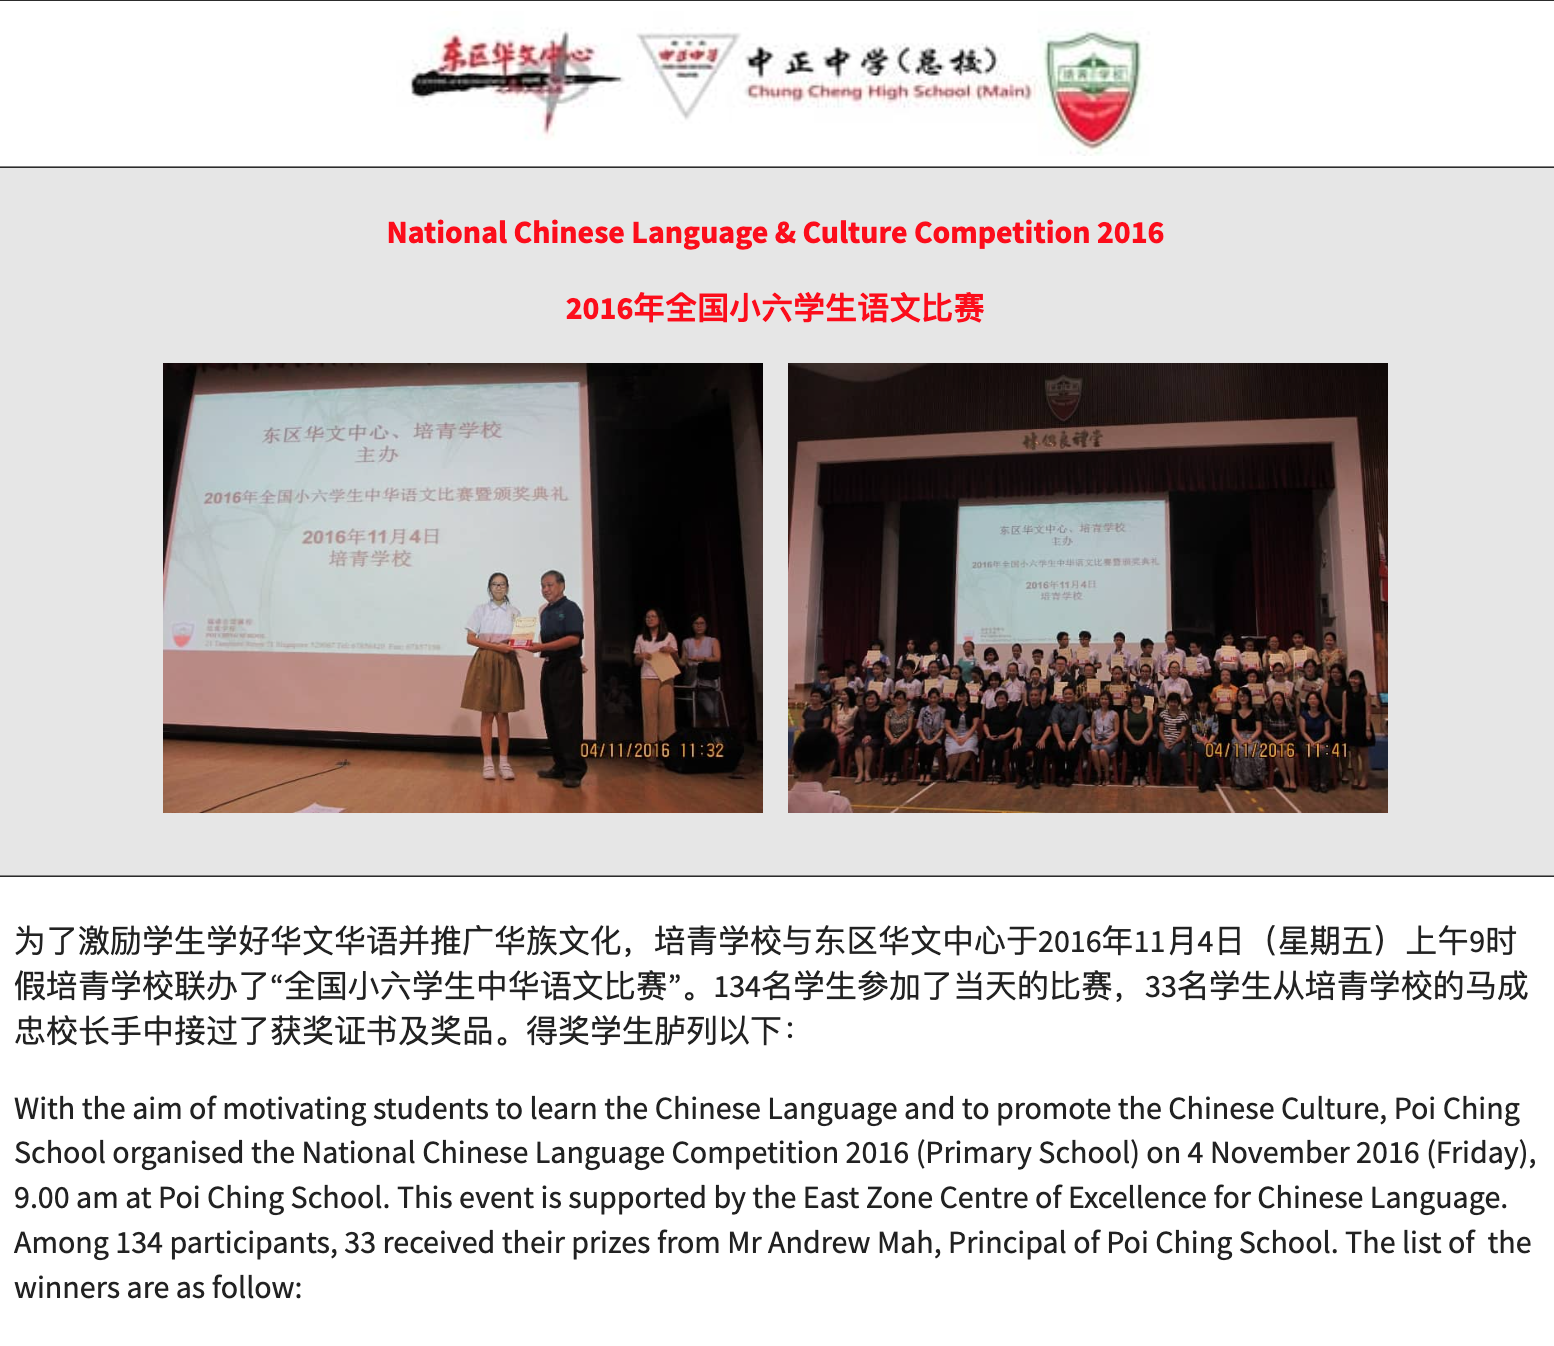 东区华文中心
中正中学
中正中学(总校)
Chung Cheng High School (Main)
培青学校
National Chinese Language & Culture Competition 2016
2016年全国小六学生语文比赛
东区华文中心、培青学校
主办
2016年全国小六学生中华语文比赛暨颁奖典礼
2016年11月4日
培青学校
POI CHING SCHOOL
04/11/2016 11:32
东区华文中心、培青学校
主办
2016年全国小六学生中华语文比赛暨颁奖典礼
2016年11月4日
培青学校
04/11/2016 11:41
为了激励学生学好华文华语并推广华族文化，培青学校与东区华文中心于2016年11月4日（星期五）上午9时
假培青学校联办了“全国小六学生中华语文比赛”。134名学生参加了当天的比赛，33名学生从培青学校的马成
忠校长手中接过了获奖证书及奖品。得奖学生胪列以下：
With the aim of motivating students to learn the Chinese Language and to promote the Chinese Culture, Poi Ching
School organised the National Chinese Language Competition 2016 (Primary School) on 4 November 2016 (Friday),
9.00 am at Poi Ching School. This event is supported by the East Zone Centre of Excellence for Chinese Language.
Among 134 participants, 33 received their prizes from Mr Andrew Mah, Principal of Poi Ching School. The list of  the
winners are as follow: